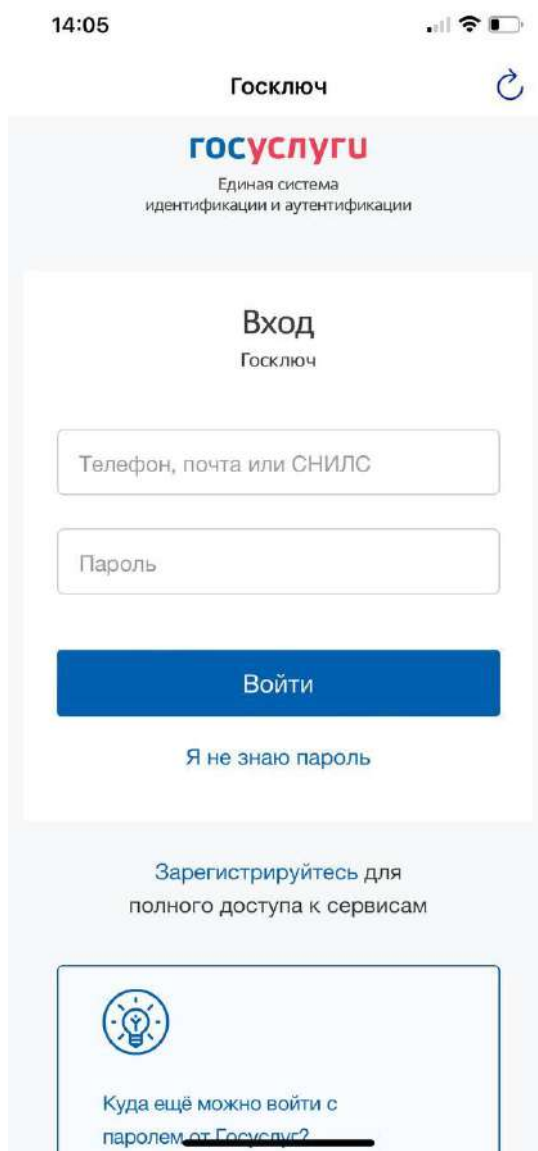 14:05
Госключ
госуслуги
Единая система
идентификации и аутентификации
Вход
Госключ
Телефон, почта или СНИЛС
Пароль
Войти
Я не знаю пароль
Зарегистрируйтесь для
полного доступа к сервисам
Куда ещё можно войти с
паролем от Госуслуг?